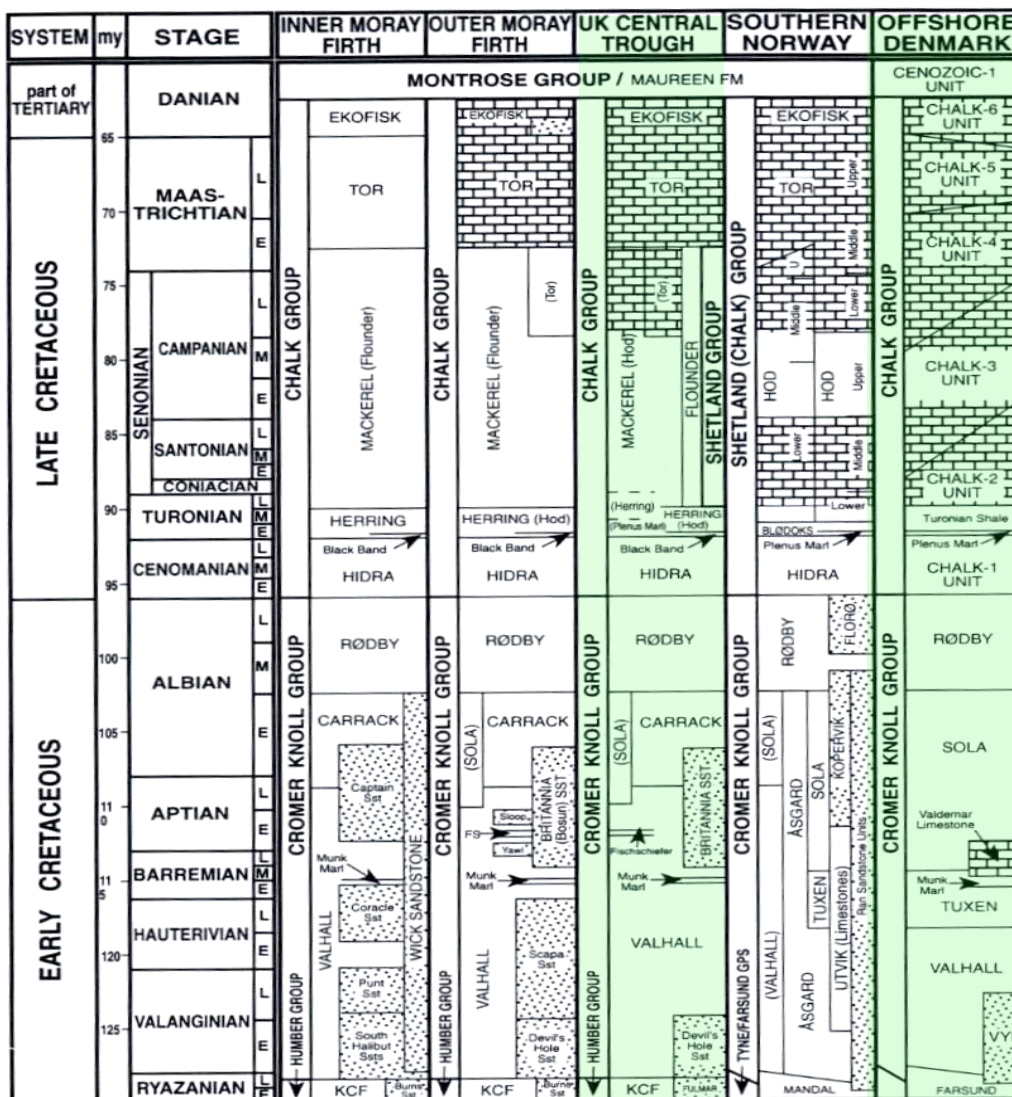 SYSTEM
my
STAGE
INNER MORAY
FIRTH
OUTER MORAY
FIRTH
UK CENTRAL
TROUGH
SOUTHERN
NORWAY
OFFSHORE
DENMARK
part of
TERTIARY
DANIAN
65
LATE CRETACEOUS
MAAS-
TRICHTIAN
L
E
70
75
SENONIAN
CAMPANIAN
L
M
E
80
85
SANTONIAN
L
M
E
CONIACIAN
TURONIAN
L
M
E
90
CENOMANIAN
L
M
E
95
EARLY CRETACEOUS
ALBIAN
L
M
E
100
105
APTIAN
L
E
11
0
BARREMIAN
L
M
E
11
5
HAUTERIVIAN
L
E
120
VALANGINIAN
L
E
125
RYAZANIAN
L
MONTROSE GROUP / MAUREEN FM
CHALK GROUP
EKOFISK
TOR
MACKEREL (Flounder)
HERRING
Black Band
HIDRA
CROMER KNOLL GROUP
HUMBER GROUP
RØDBY
CARRACK
Captain
Sst
WICK SANDSTONE
Munk
Marl
Coracle
Sst
VALHALL
Punt
Sst
South
Halibut
Ssts
KCF
Burns
Sst
CHALK GROUP
EKOFISK
TOR
(Tor)
MACKEREL (Flounder)
HERRING (Hod)
Black Band
HIDRA
CROMER KNOLL GROUP
HUMBER GROUP
RØDBY
CARRACK
(SOLA)
BRITANNIA
(Bosun) SST
Sloop
FS
Yawl
Munk
Marl
VALHALL
Scapa
Sst
Devil's
Hole
Sst
KCF
Burns
Sst
CHALK GROUP
EKOFISK
TOR
(Tor)
MACKEREL (Hod)
FLOUNDER
SHETLAND GROUP
(Herring)
HERRING
(Hod)
(Plenus Marl)
Black Band
HIDRA
CROMER KNOLL GROUP
HUMBER GROUP
RØDBY
CARRACK
(SOLA)
BRITANNIA SST
Fischschiefer
Munk
Marl
VALHALL
Devil's
Hole
Sst
KCF
FULMAR
SHETLAND (CHALK) GROUP
EKOFISK
TOR
Upper
Middle
Lower
U
Middle
HOD
HOD
Upper
Lower
Middle
Lower
BLØDOKS
Plenus Marl
HIDRA
CROMER KNOLL GROUP
TYNE/FARSUND GPS
RØDBY
FLORØ
(SOLA)
ÅSGARD
SOLA
KOPERVIK
Ran Sandstone Units
TUXEN
UTVIK (Limestones)
(VALHALL)
ÅSGARD
MANDAL
CENOZOIC-1
UNIT
CHALK GROUP
CHALK-6
UNIT
CHALK-5
UNIT
CHALK-4
UNIT
CHALK-3
UNIT
CHALK-2
UNIT
Turonian Shale
Plenus Marl
CHALK-1
UNIT
CROMER KNOLL GROUP
RØDBY
SOLA
Valdemar
Limestone
Munk
Marl
TUXEN
VALHALL
VY
FARSUND